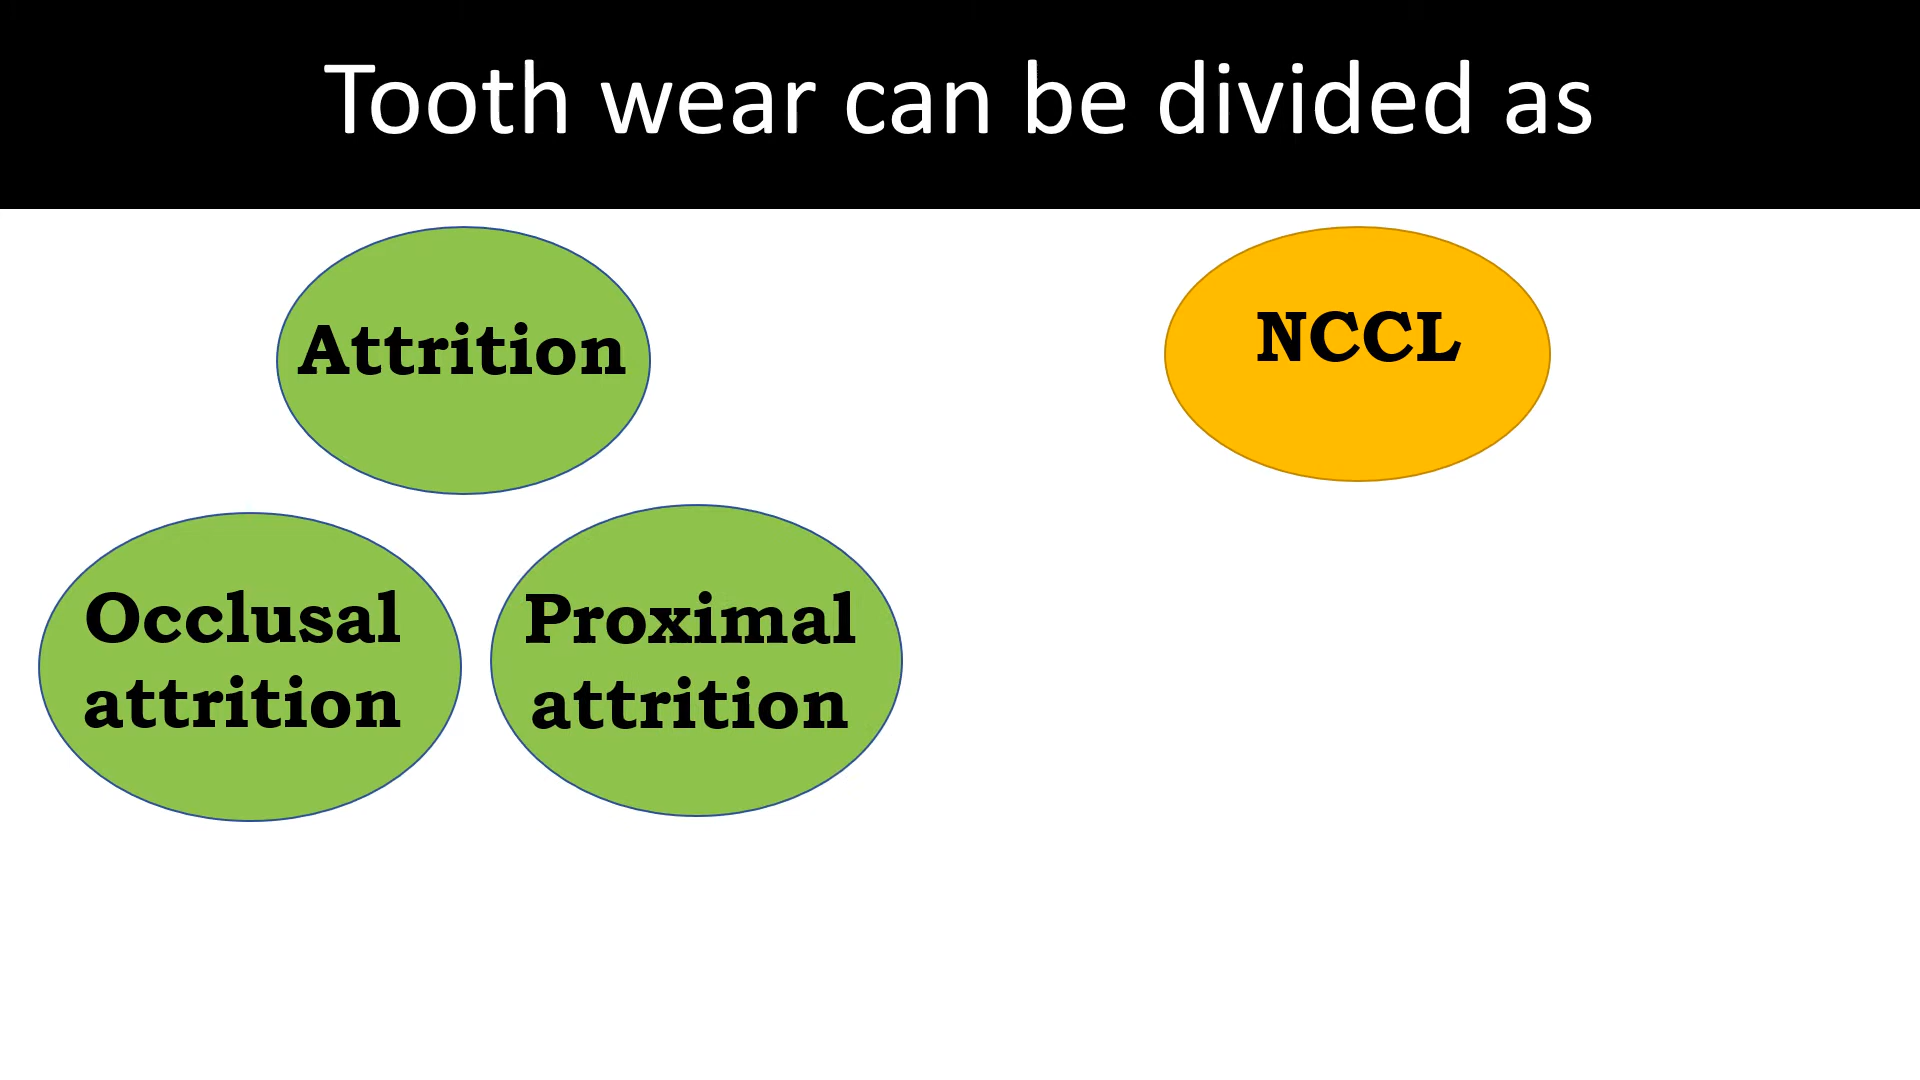 Tooth wear can be divided as
Attrition
NCCL
Occlusal
attrition
Proximal
attrition